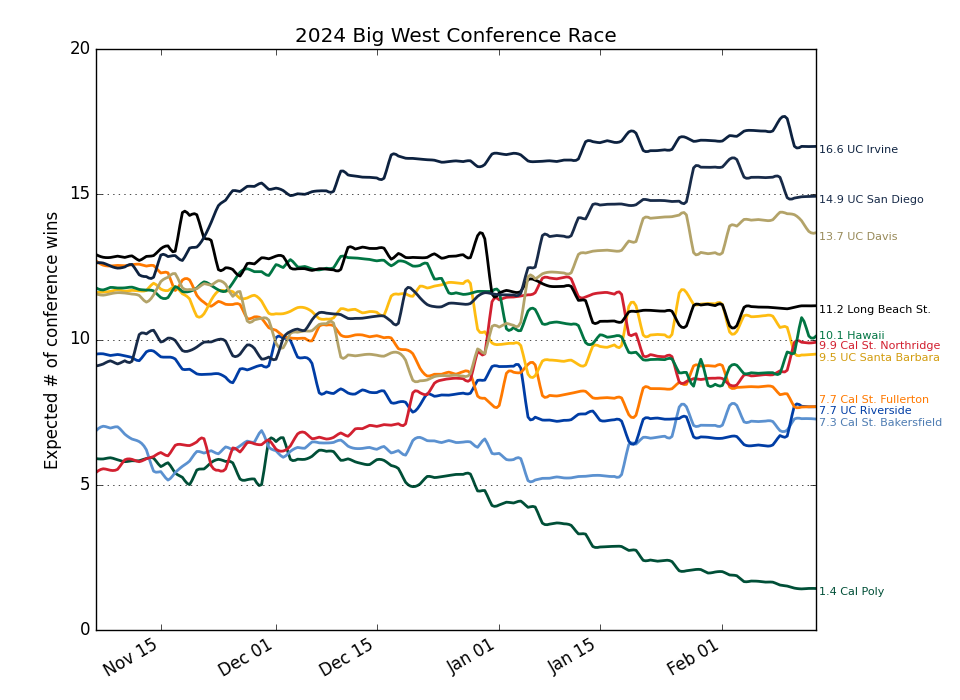 2024 Big West Conference Race
Expected # of conference wins
20
15
10
5
0
16.6 UC Irvine
14.9 UC San Diego
13.7 UC Davis
11.2 Long Beach St.
10.1 Hawaii
9.9 Cal St. Northridge
9.5 UC Santa Barbara
7.7 Cal St. Fullerton
7.7 UC Riverside
7.3 Cal St. Bakersfield
1.4 Cal Poly
Nov 15
Dec 01
Dec 15
Jan 01
Jan 15
Feb 01